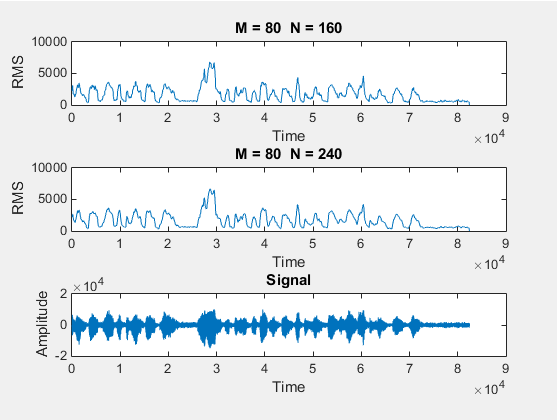 M = 80 N = 160
10000
5000
0
RMS
0 1 2 3 4 5 6 7 8 9
Time
×10^4
M = 80 N = 240
10000
5000
0
RMS
0 1 2 3 4 5 6 7 8 9
Time
×10^4
Signal
×10^4
2
0
-2
Amplitude
0 1 2 3 4 5 6 7 8 9
Time
×10^4